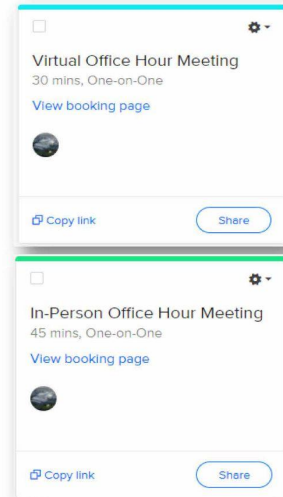 Virtual Office Hour Meeting
30 mins, One-on-One
View booking page
Copy link Share
In-Person Office Hour Meeting
45 mins, One-on-One
View booking page
Copy link Share